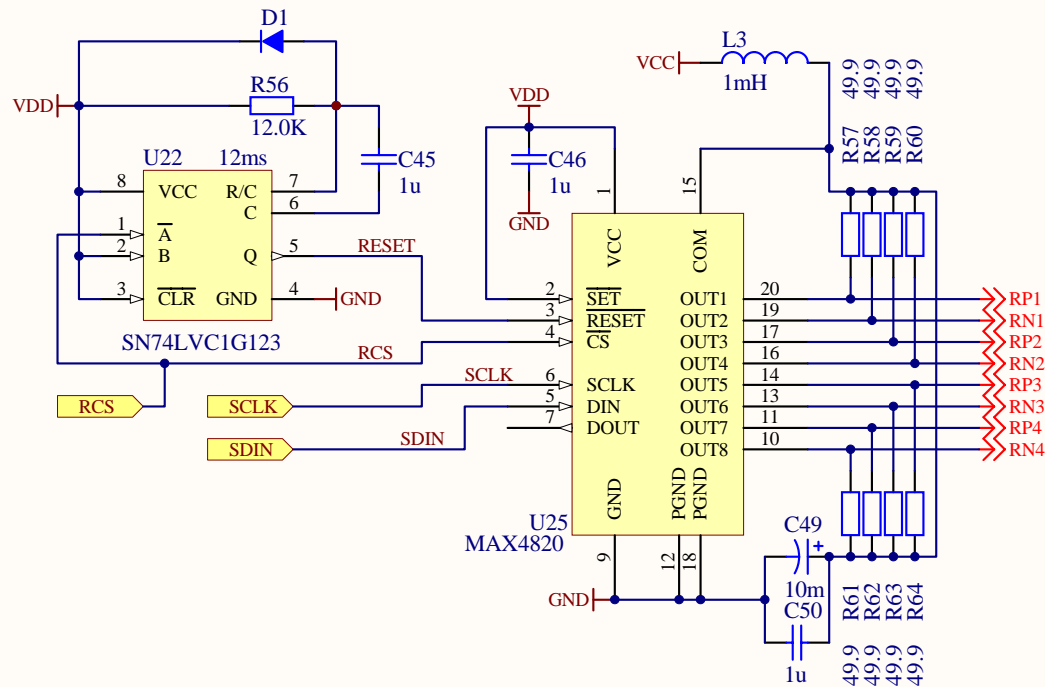 D1
L3
VCC
1mH
49.9
49.9
49.9
49.9
R57
R58
R59
R60
VDD
R56
12.0K
VDD
C45
1u
C46
1u
GND
U22
12ms
8
VCC
R/C
7
C
6
1
A
2
B
Q
5
RESET
3
CLR
GND
4
GND
SN74LVC1G123
RCS
RCS
SCLK
SCLK
SDIN
SDIN
1
15
VCC
COM
2
SET
3
RESET
4
CS
6
SCLK
5
DIN
7
DOUT
OUT1
20
RP1
OUT2
19
RN1
OUT3
17
RP2
OUT4
16
RN2
OUT5
14
RP3
OUT6
13
RN3
OUT7
11
RP4
OUT8
10
RN4
GND
PGND
PGND
U25
MAX4820
9
12
18
GND
C49
+
10m
C50
1u
R61
R62
R63
R64
49.9
49.9
49.9
49.9